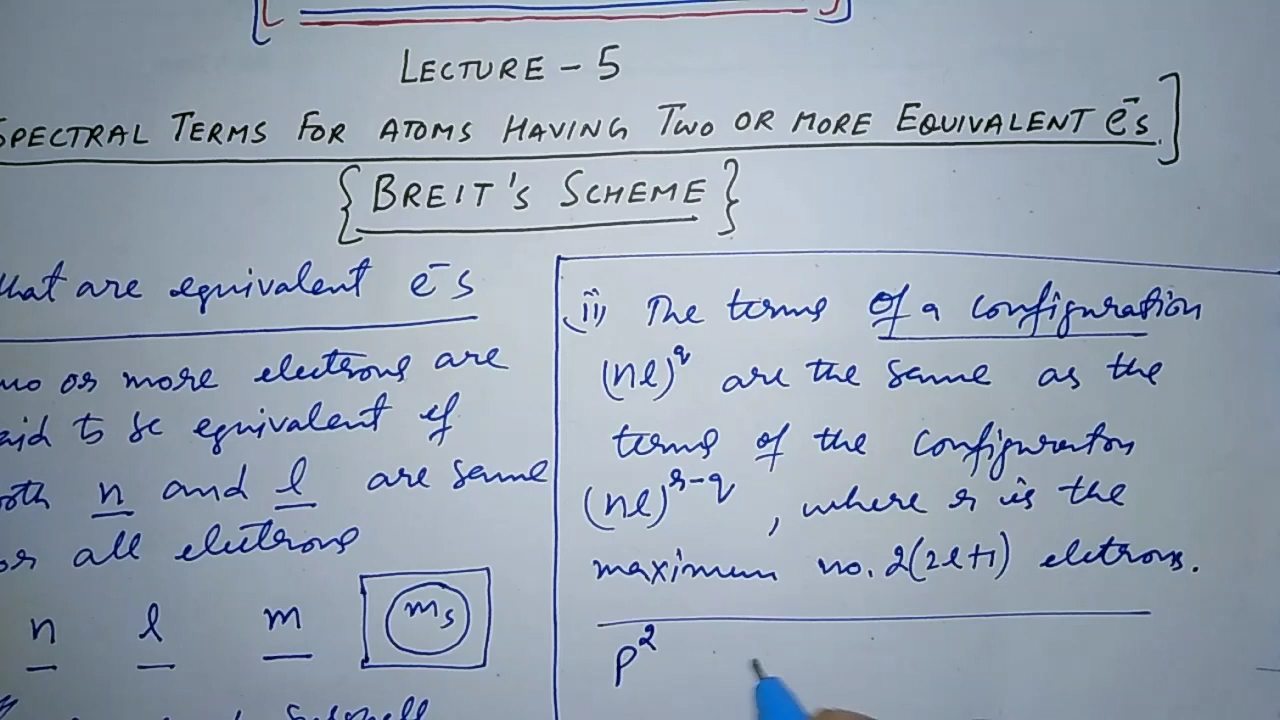 LECTURE - 5
SPECTRAL TERMS FOR ATOMS HAVING TWO OR MORE EQUIVALENT ēs]
{BREIT'S SCHEME}
hat are equivalent ēs
wo or more electrons are
aid to be equivalent if
oth n and l are same
or all electrons
n l m ms
(ii) The terms of a configuration
(nl)^q are the same as the
terms of the configuration
(nl)^r-q, where r is the
maximum no. 2(2l+1) eletrons.
p²